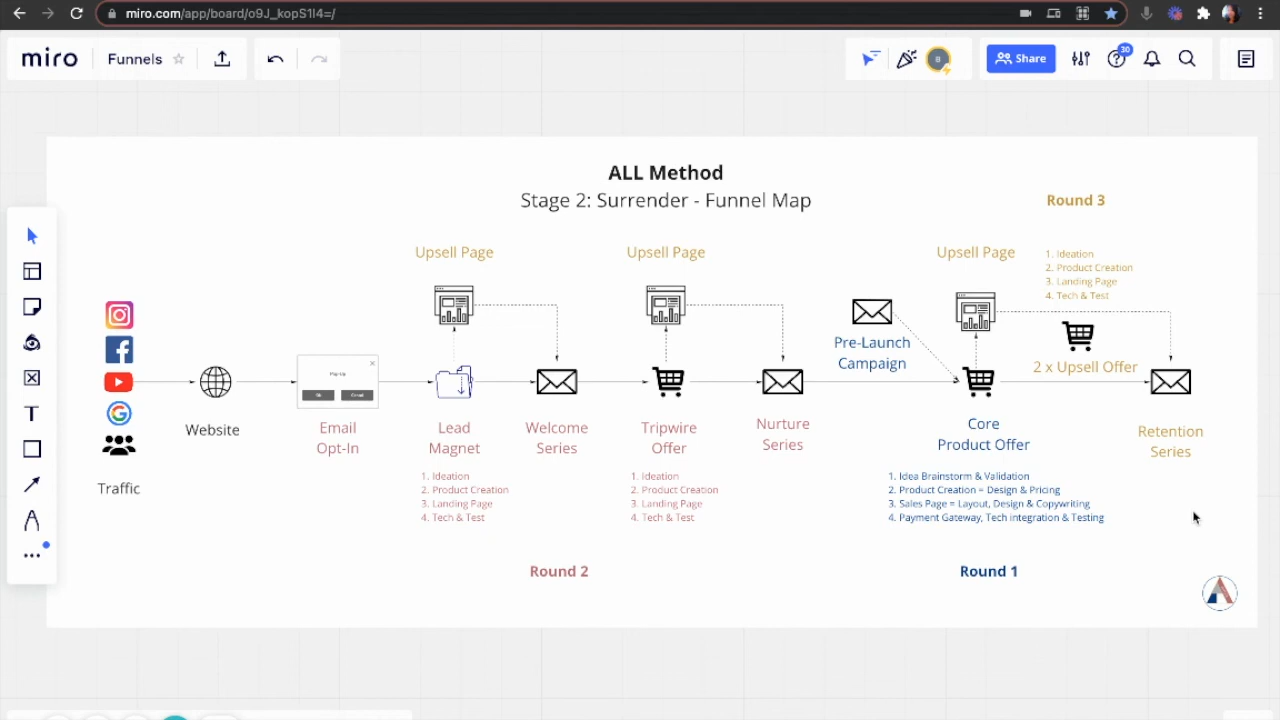 miro.com/app/board/o9J_kopS1l4=/
miro
Funnels
Share
30
B
ALL Method
Stage 2: Surrender - Funnel Map
Round 3
Upsell Page
Upsell Page
Upsell Page
1. Ideation
2. Product Creation
3. Landing Page
4. Tech & Test
Pre-Launch
Campaign
2 x Upsell Offer
Pop-Up
Website
Email
Opt-In
Lead
Magnet
Welcome
Series
Tripwire
Offer
Nurture
Series
Core
Product Offer
Retention
Series
Traffic
1. Ideation
2. Product Creation
3. Landing Page
4. Tech & Test
1. Ideation
2. Product Creation
3. Landing Page
4. Tech & Test
1. Idea Brainstorm & Validation
2. Product Creation = Design & Pricing
3. Sales Page = Layout, Design & Copywriting
4. Payment Gateway, Tech integration & Testing
Round 2
Round 1